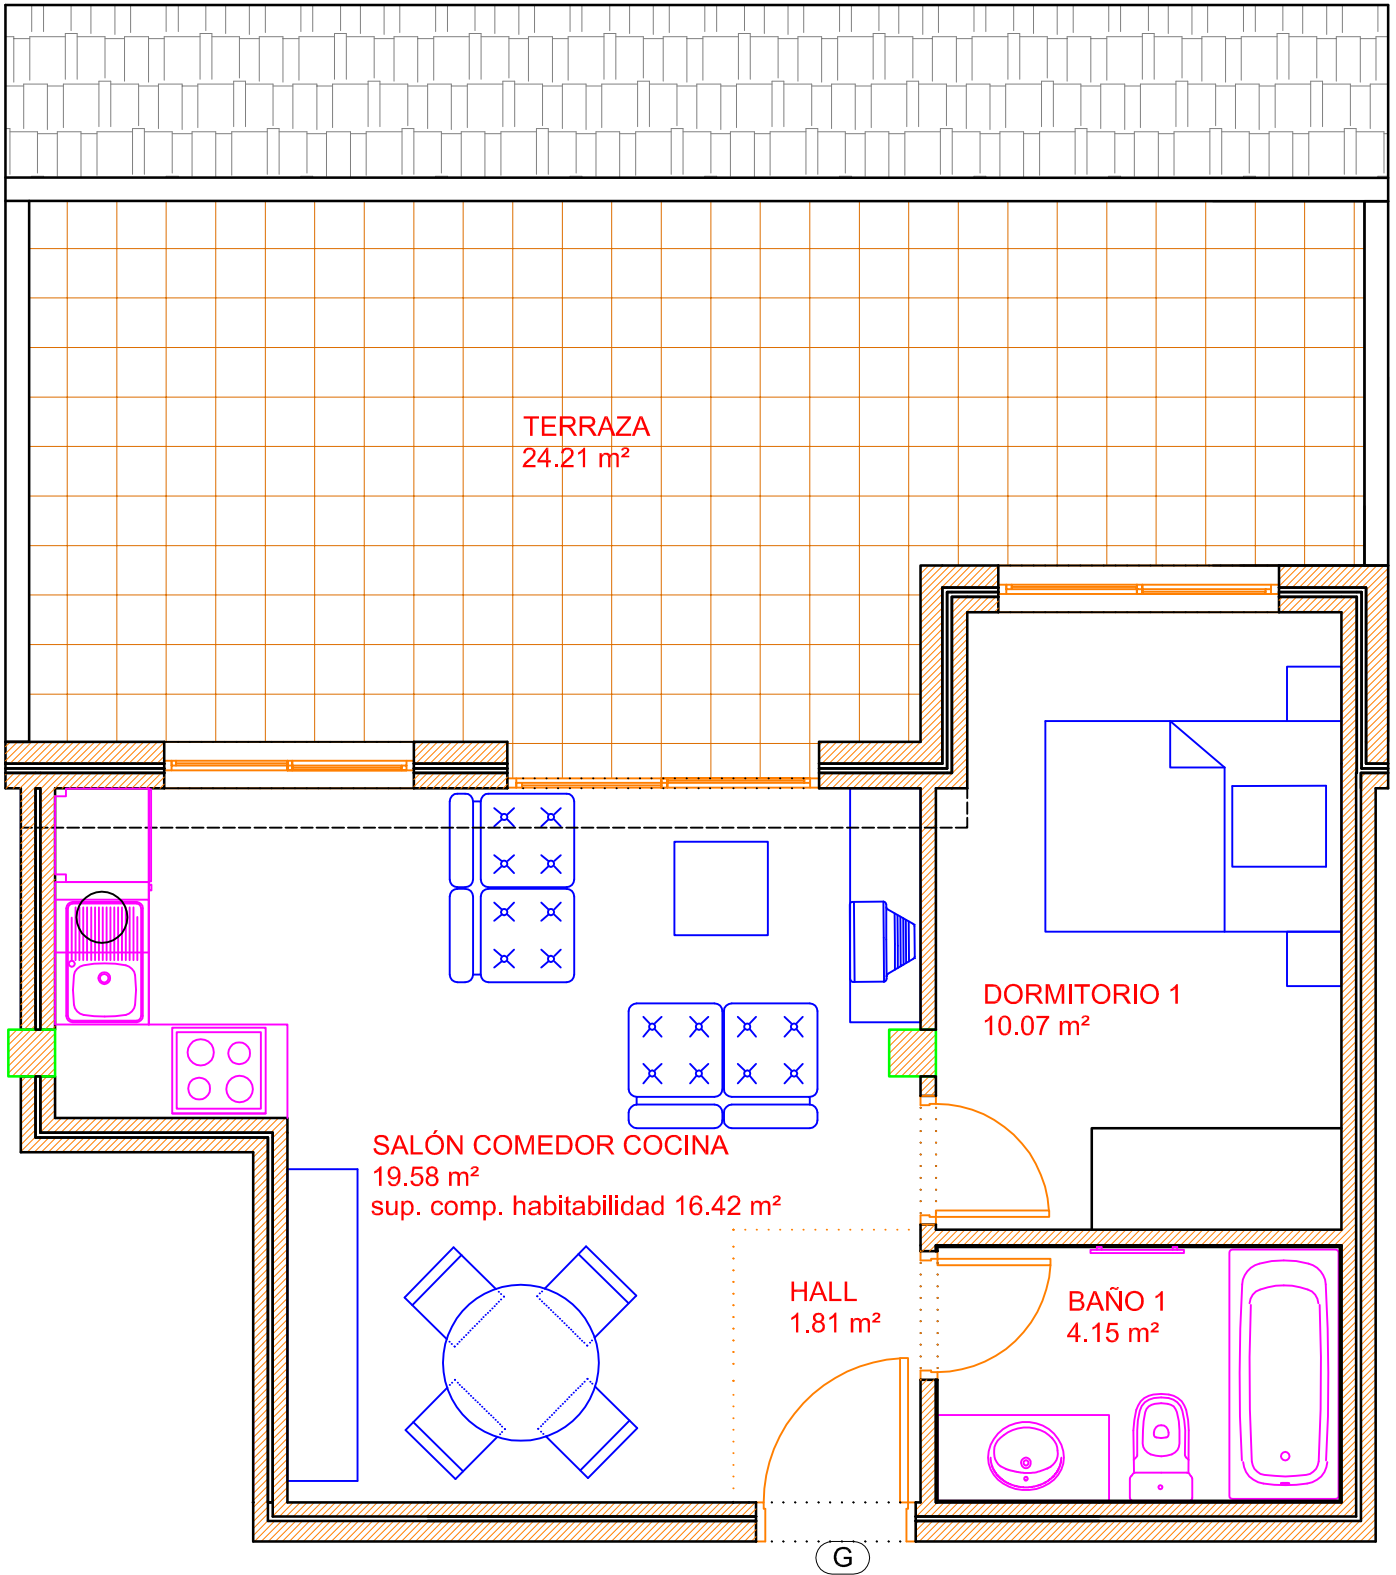 TERRAZA
24.21 m²
DORMITORIO 1
10.07 m²
SALÓN COMEDOR COCINA
19.58 m²
sup. comp. habitabilidad 16.42 m²
HALL
1.81 m²
BAÑO 1
4.15 m²
G